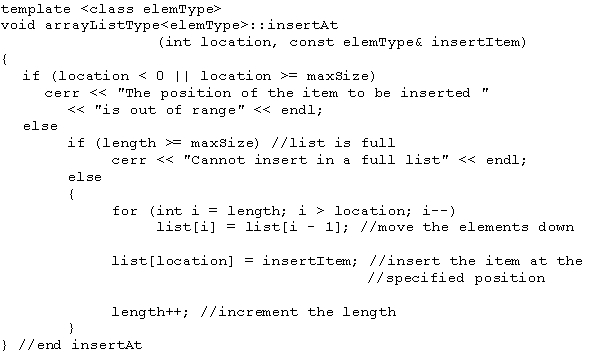 template <class elemType>
void arrayListType<elemType>::insertAt
                   (int location, const elemType& insertItem)
{
   if (location < 0 || location >= maxSize)
     cerr << "The position of the item to be inserted "
        << "is out of range" << endl;
   else
        if (length >= maxSize) //list is full
             cerr << "Cannot insert in a full list" << endl;
        else
        {
             for (int i = length; i > location; i--)
                  list[i] = list[i - 1]; //move the elements down

             list[location] = insertItem; //insert the item at the
                                          //specified position

             length++; //increment the length
        }
} //end insertAt